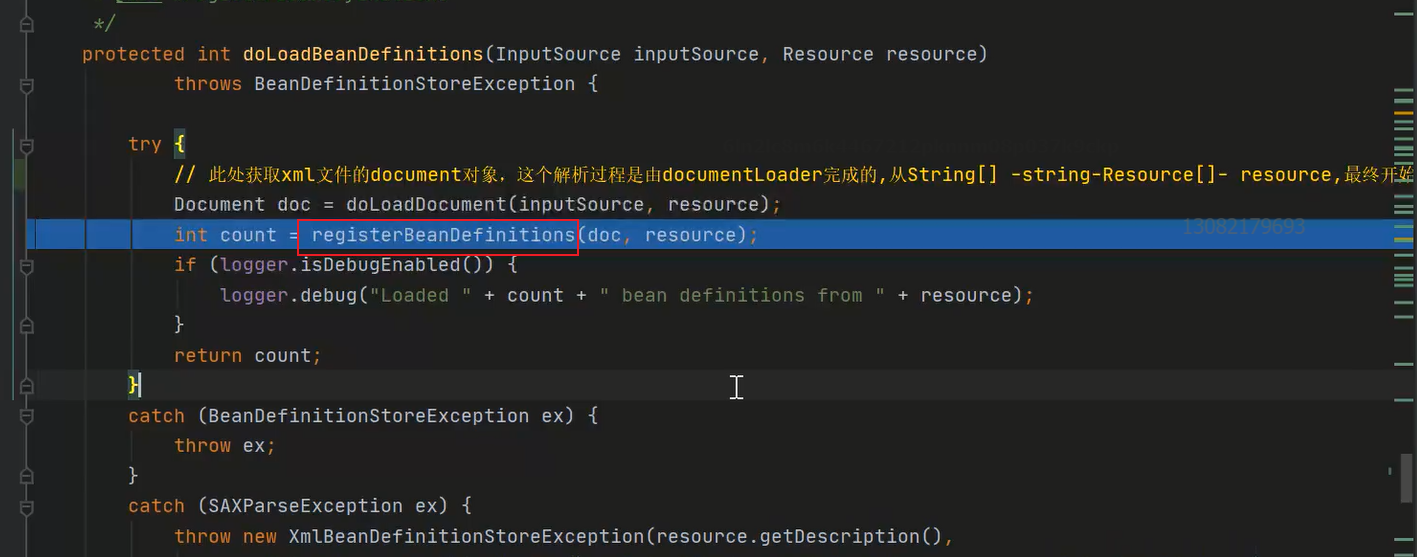 */
protected int doLoadBeanDefinitions(InputSource inputSource, Resource resource)
throws BeanDefinitionStoreException {
try {
// 此处获取xml文件的document对象，这个解析过程是由documentLoader完成的,从String[] -string-Resource[]- resource,最终开始
Document doc = doLoadDocument(inputSource, resource);
int count = registerBeanDefinitions(doc, resource);
13082179693
if (logger.isDebugEnabled()) {
logger.debug("Loaded " + count + " bean definitions from " + resource);
}
return count;
}
catch (BeanDefinitionStoreException ex) {
throw ex;
}
catch (SAXParseException ex) {
throw new XmlBeanDefinitionStoreException(resource.getDescription(),